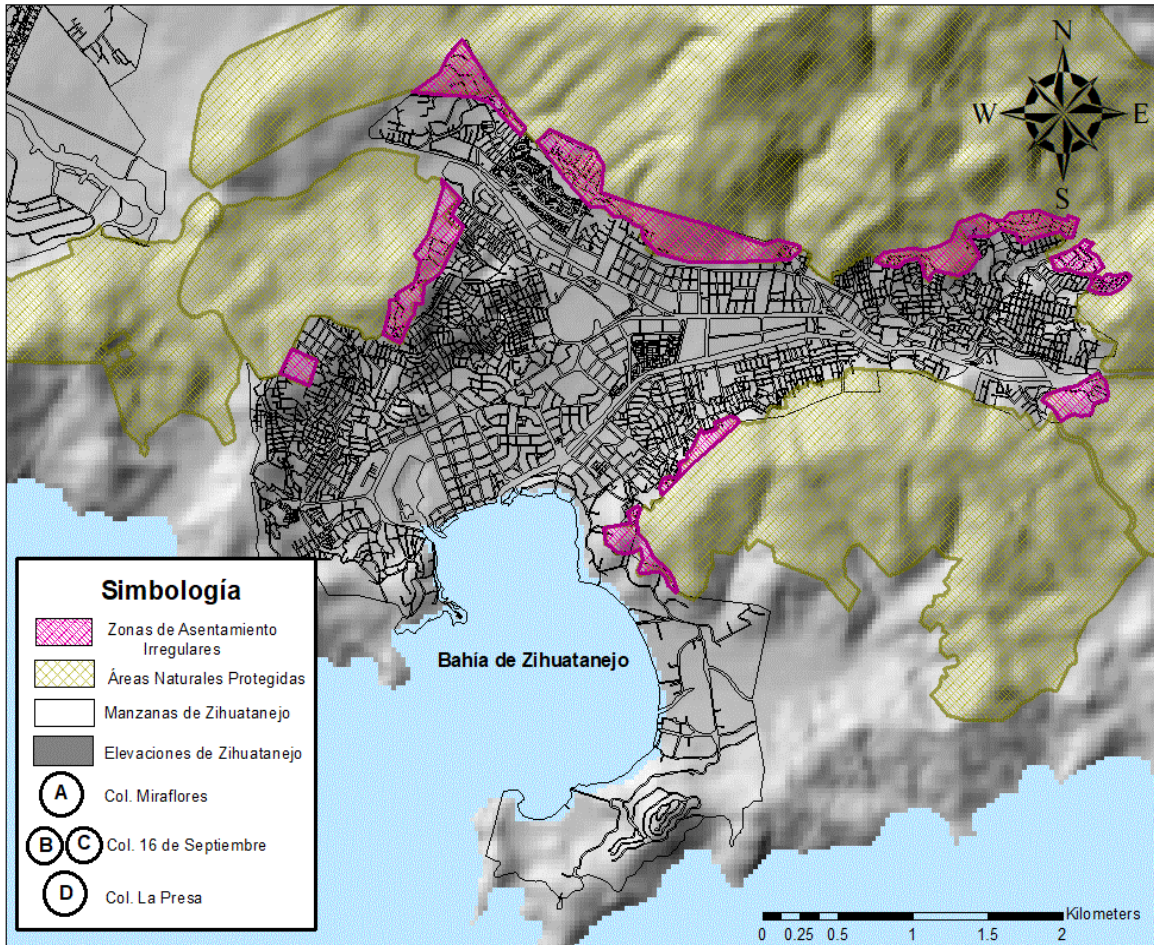 N
W E
S
Bahía de Zihuatanejo
Simbología
Zonas de Asentamiento
Irregulares
Áreas Naturales Protegidas
Manzanas de Zihuatanejo
Elevaciones de Zihuatanejo
A Col. Miraflores
B C Col. 16 de Septiembre
D Col. La Presa
Kilometers
0 0.25 0.5 1 1.5 2